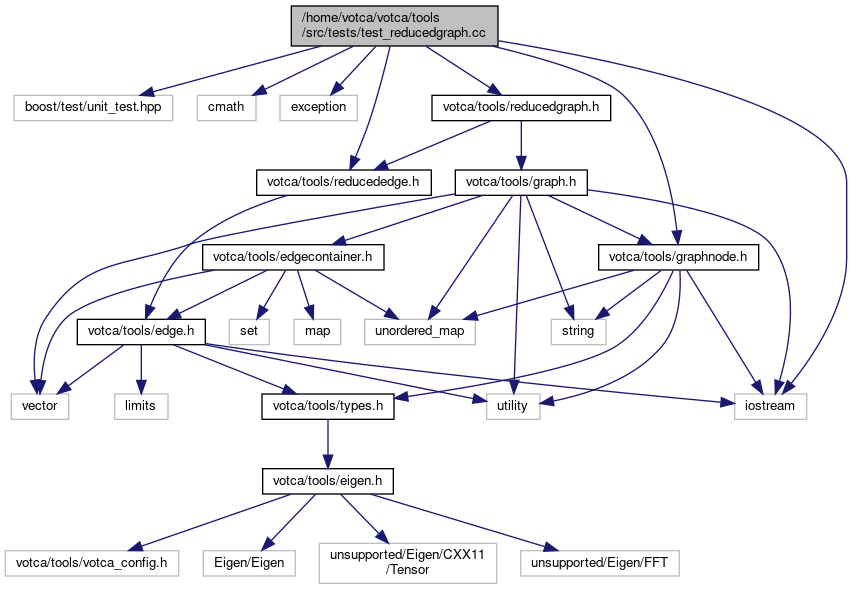 /home/votca/votca/tools
/src/tests/test_reducedgraph.cc
boost/test/unit_test.hpp
cmath
exception
votca/tools/reducedgraph.h
votca/tools/reducededge.h
votca/tools/graph.h
votca/tools/edgecontainer.h
votca/tools/graphnode.h
votca/tools/edge.h
set
map
unordered_map
string
vector
limits
votca/tools/types.h
utility
iostream
votca/tools/eigen.h
votca/tools/votca_config.h
Eigen/Eigen
unsupported/Eigen/CXX11
/Tensor
unsupported/Eigen/FFT